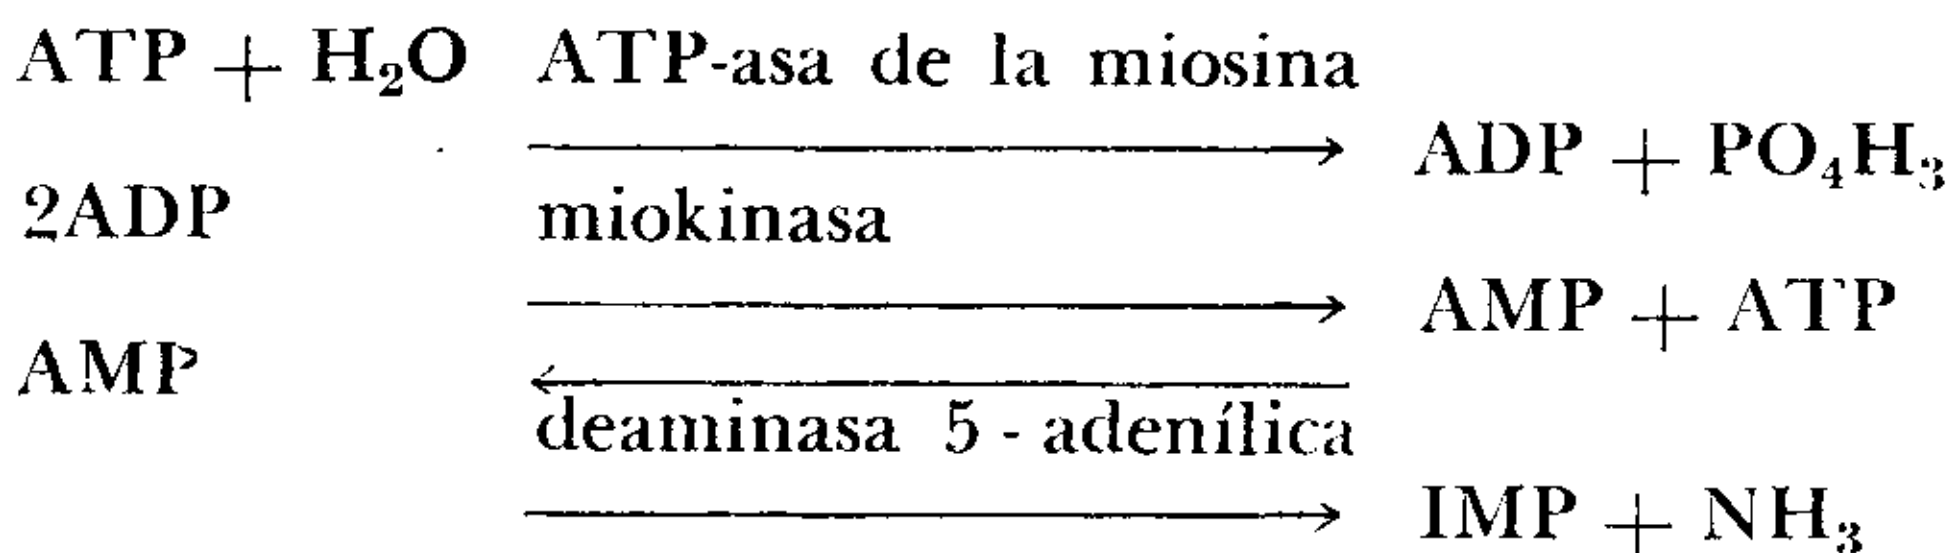 ATP + H₂O ATP-asa de la miosina
⟶ ADP + PO₄H₃
2ADP miokinasa
⟶ AMP + ATP
AMP ⟵
deaminasa 5 - adenílica
⟶ IMP + NH₃